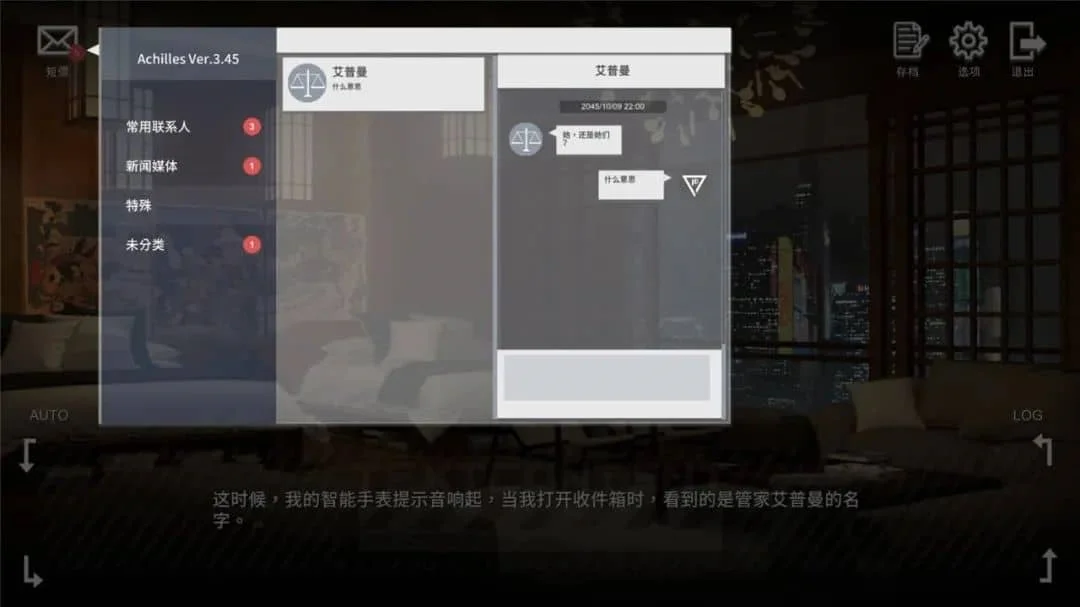 短信
Achilles Ver.3.45
常用联系人
3
新闻媒体
1
特殊
未分类
1
艾普曼
什么意思
艾普曼
2045/10/09 22:00
她，还是她们
?
什么意思
存档
选项
退出
AUTO
LOG
这时候，我的智能手表提示音响起，当我打开收件箱时，看到的是管家艾普曼的名
字。